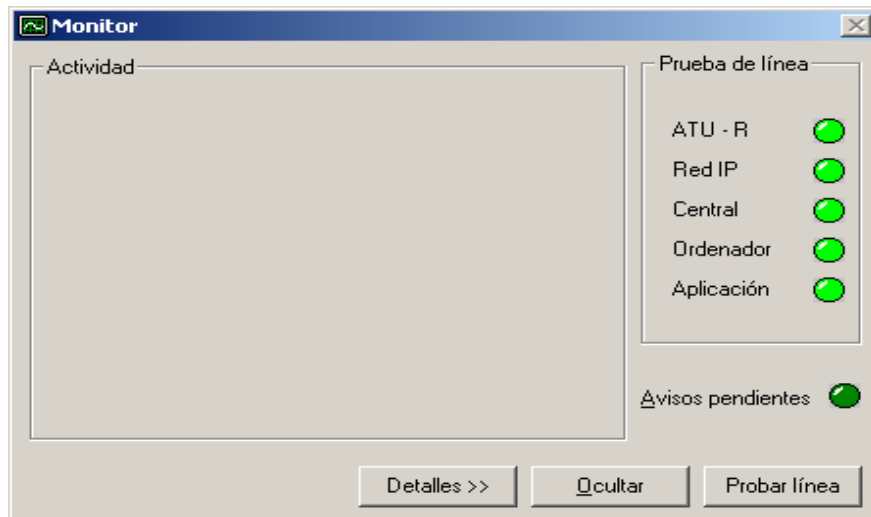 Monitor
Actividad
Prueba de línea
ATU - R
Red IP
Central
Ordenador
Aplicación
Avisos pendientes
Detalles >>
Ocultar
Probar línea